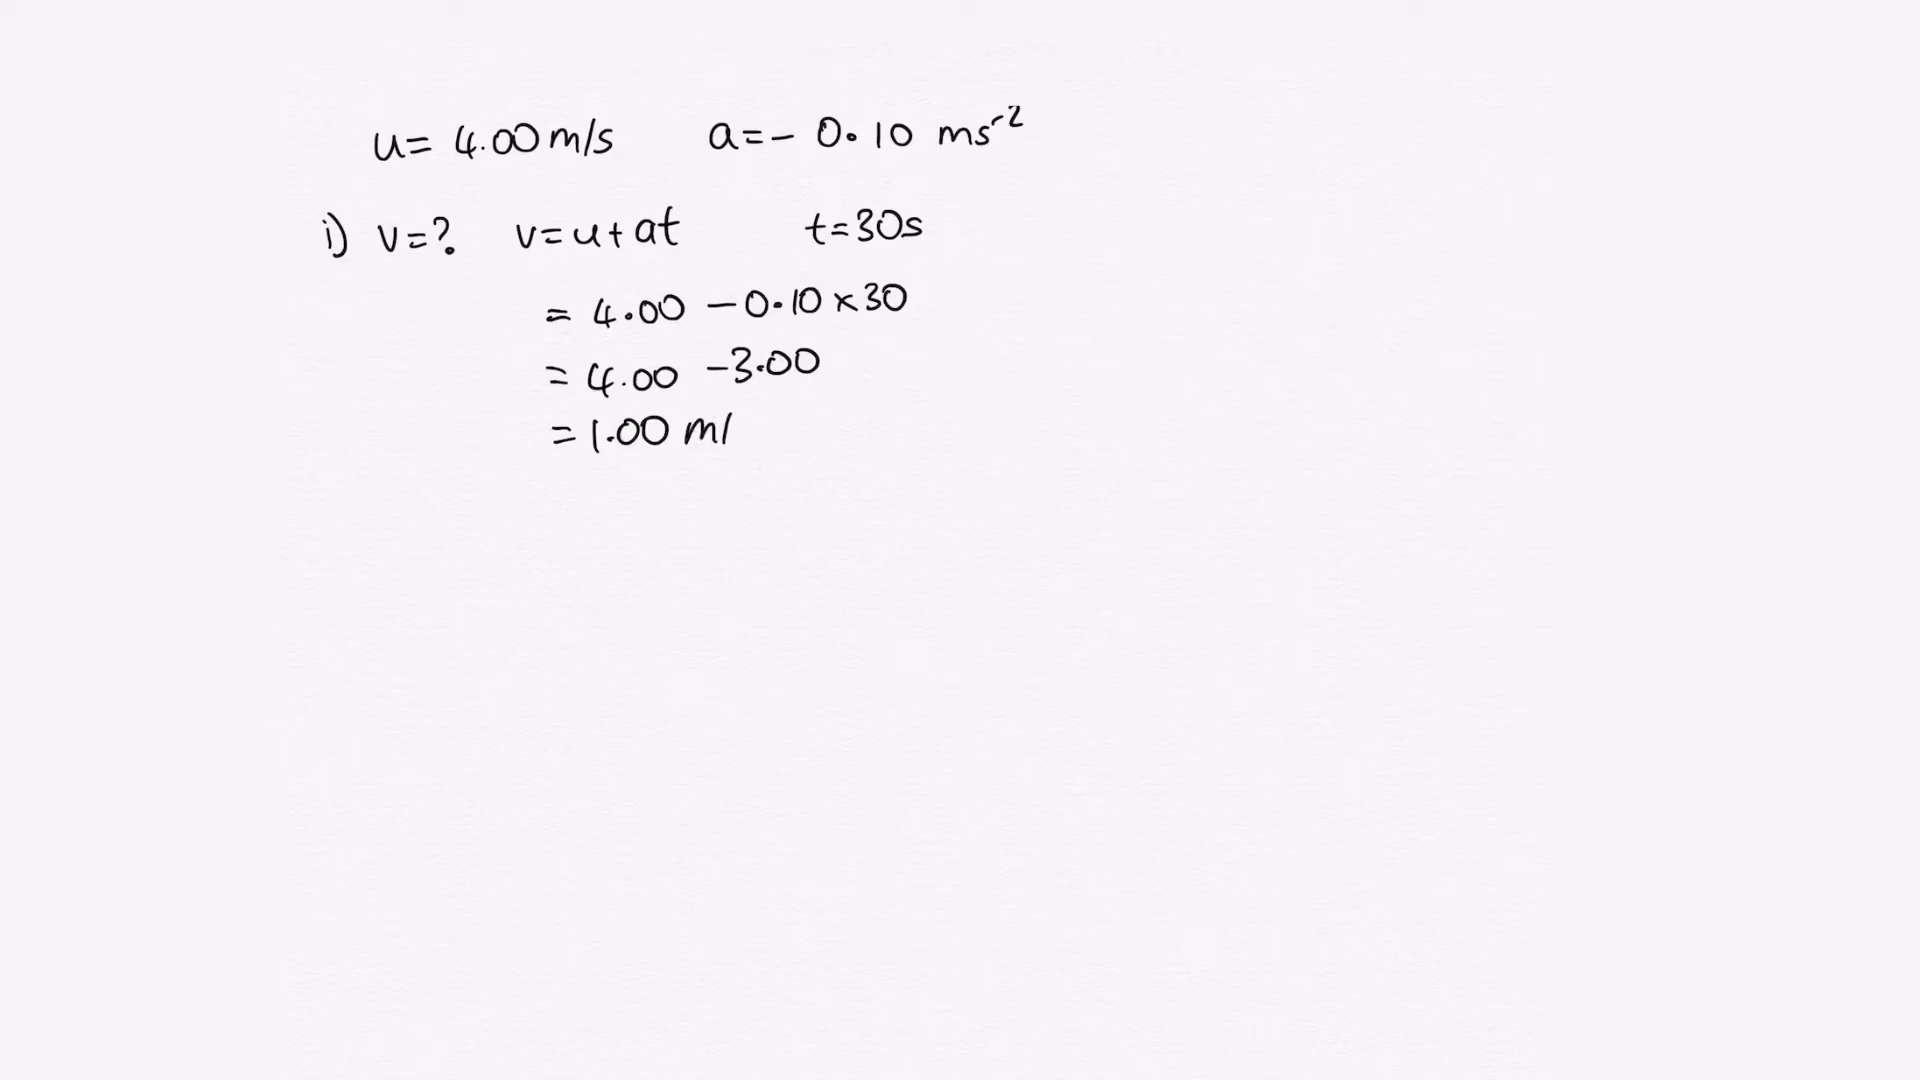 u= 4.00 m/s a=- 0.10 ms⁻²
i) v=? v=u+at t=30s
= 4.00 -0.10×30
= 4.00 -3.00
= 1.00 m/